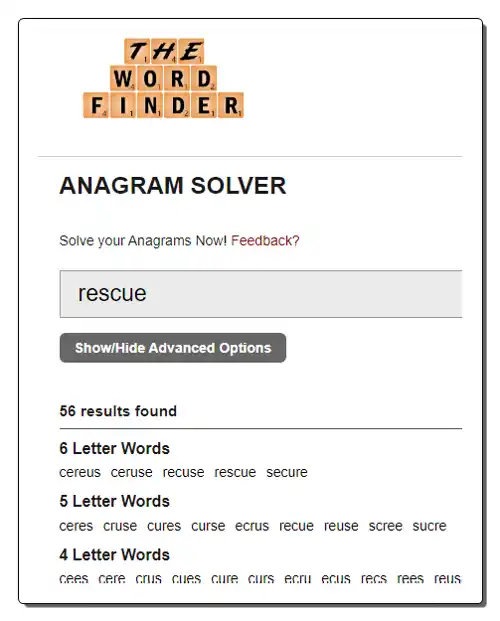 THE
WORD
FINDER
ANAGRAM SOLVER
Solve your Anagrams Now! Feedback?
rescue
Show/Hide Advanced Options
56 results found
6 Letter Words
cereus ceruse recuse rescue secure
5 Letter Words
ceres cruse cures curse ecrus recue reuse scree sucre
4 Letter Words
cees cere crus cues cure curs ecru ecus recs rees reus